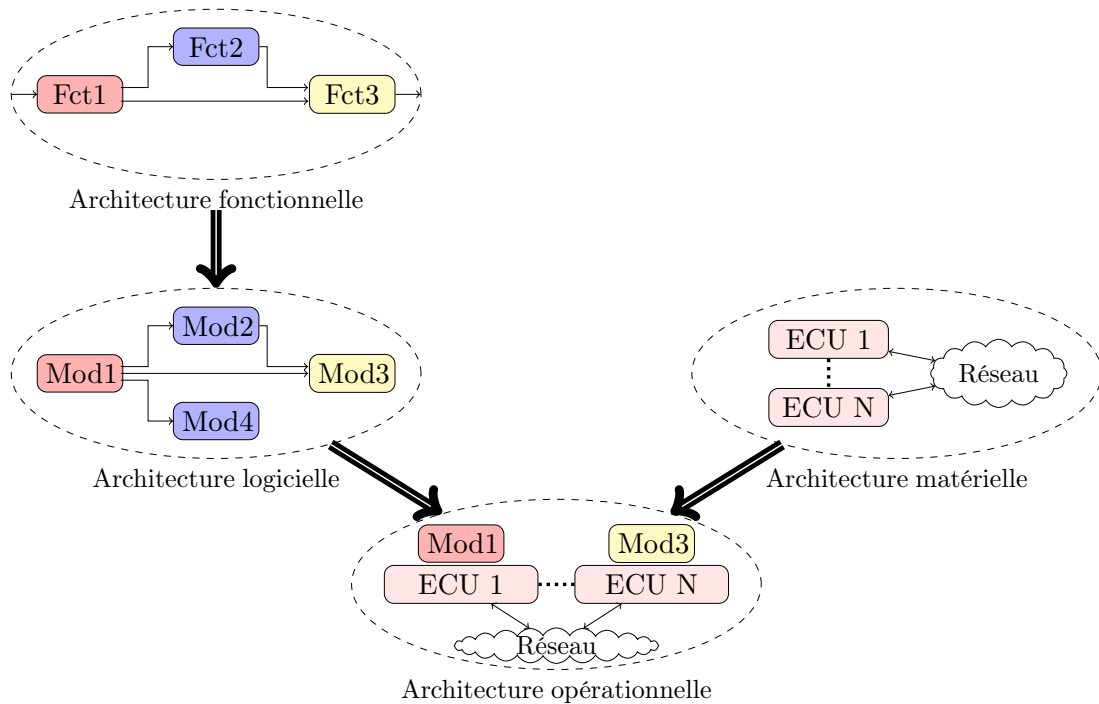 Fct2
Fct1
Fct3
Architecture fonctionnelle
Mod2
Mod1
Mod3
Mod4
Architecture logicielle
ECU 1
Réseau
ECU N
Architecture matérielle
Mod1
Mod3
ECU 1
ECU N
Réseau
Architecture opérationnelle